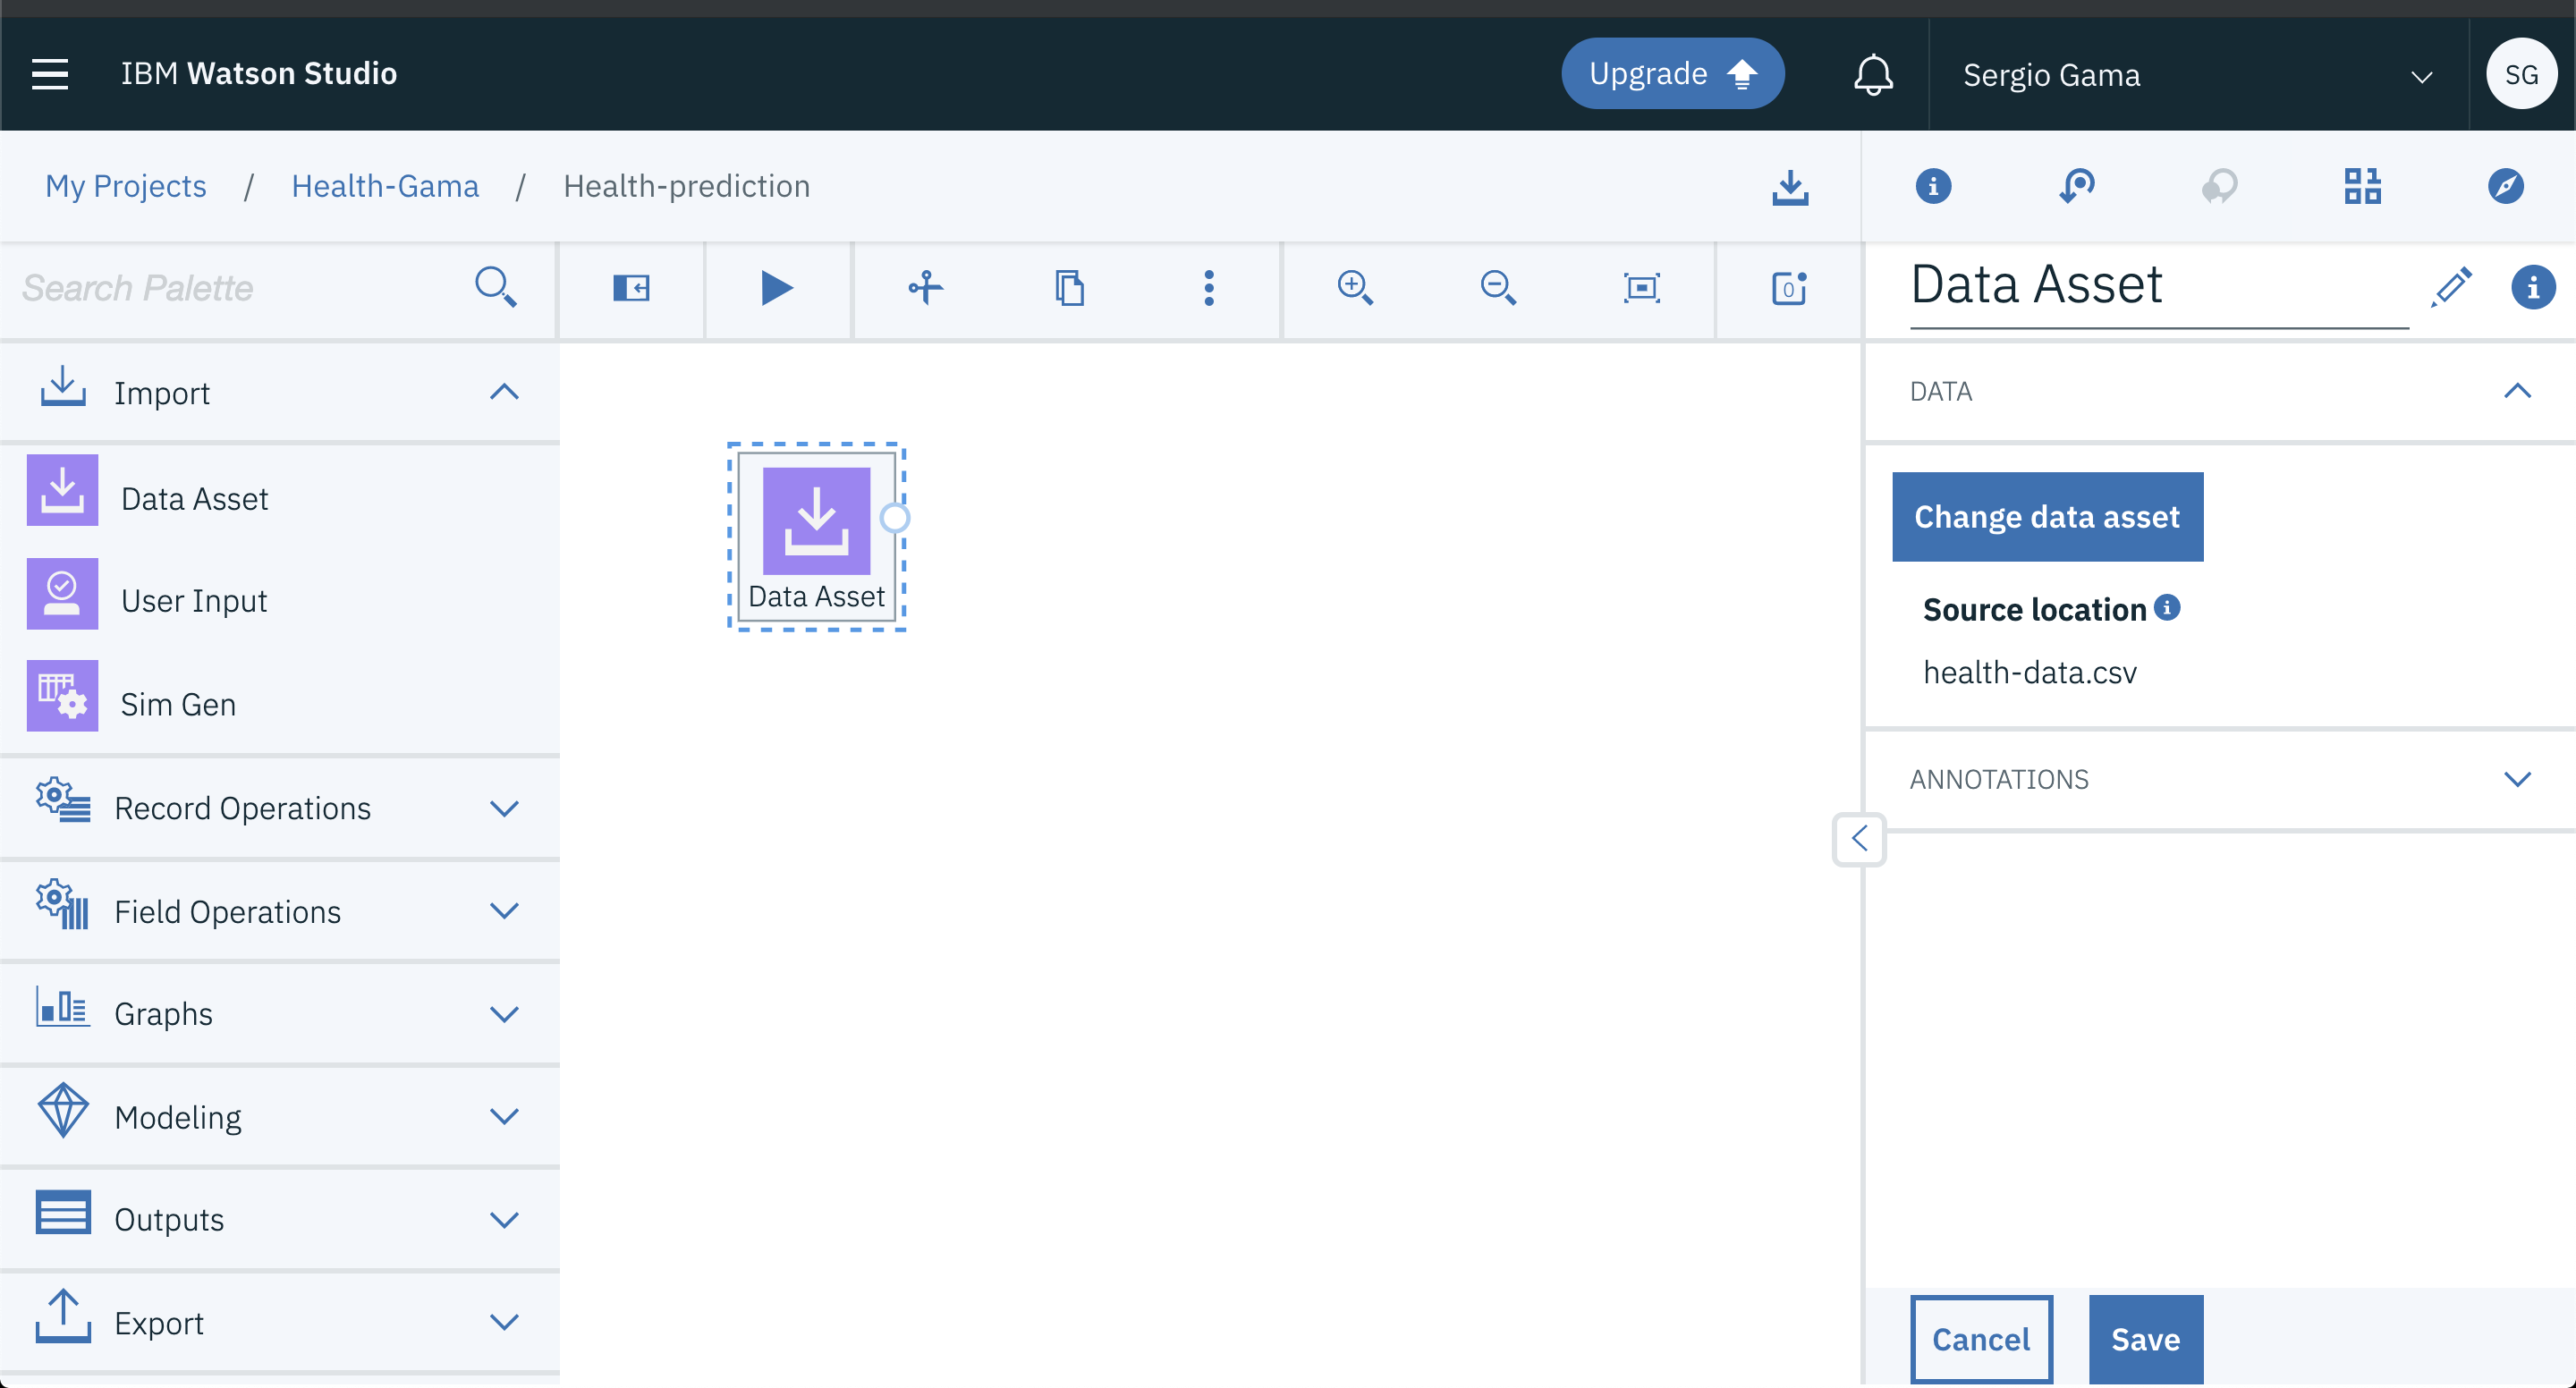 IBM Watson Studio
Upgrade
Sergio Gama
SG
My Projects / Health-Gama / Health-prediction
Search Palette
0
Data Asset
Import
Data Asset
User Input
Sim Gen
Record Operations
Field Operations
Graphs
Modeling
Outputs
Export
Data Asset
DATA
Change data asset
Source location
health-data.csv
ANNOTATIONS
Cancel
Save